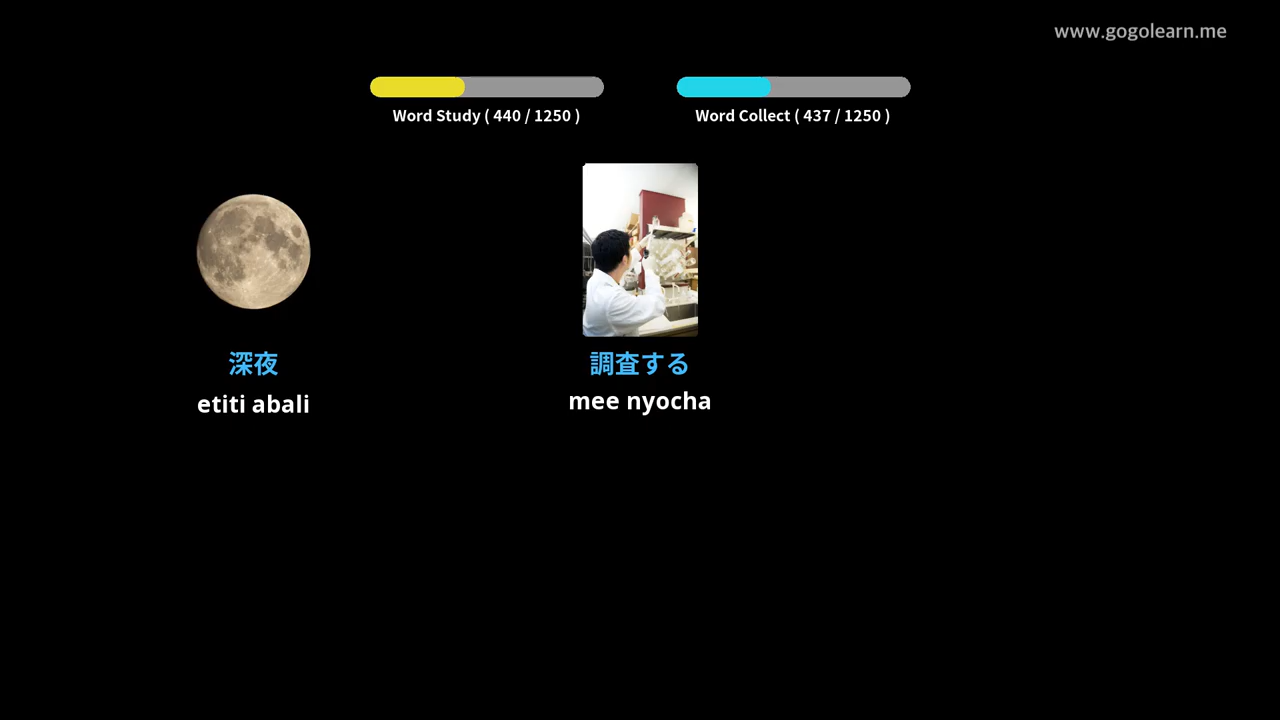 www.gogolearn.me
Word Study ( 440 / 1250 )
Word Collect ( 437 / 1250 )
深夜
etiti abali
調査する
mee nyocha